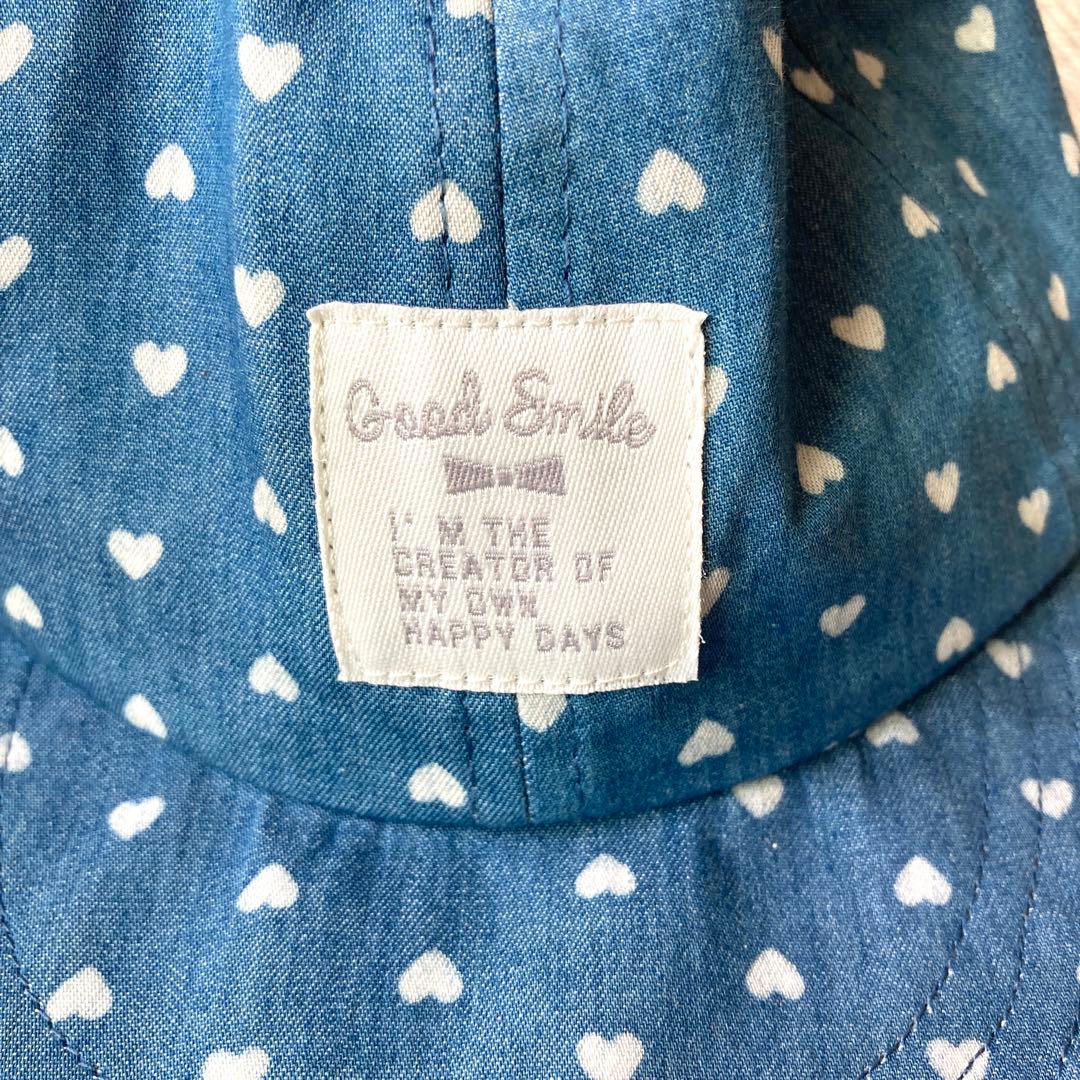 Good Smile
I'M THE
CREATOR OF
MY OWN
HAPPY DAYS